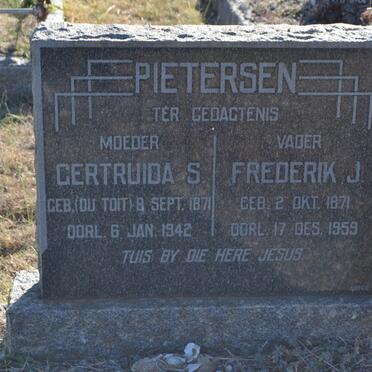 PIETERSEN
TER GEDAGTENIS
MOEDER
GERTRUIDA S.
GEB. (DU TOIT) 8 SEPT. 1871
OORL. 6 JAN. 1942
VADER
FREDERIK J.
GEB. 2 OKT. 1871
OORL. 17 DES. 1959
TUIS BY DIE HERE JESUS